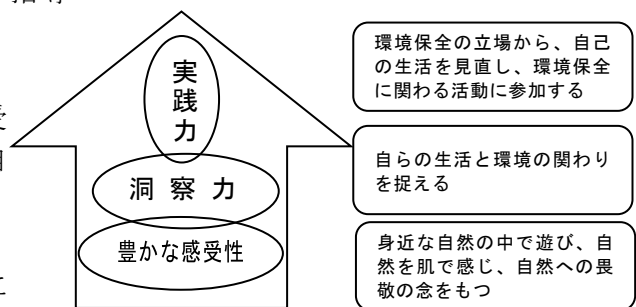 実
践
力
洞 察 力
豊かな感受性
環境保全の立場から、自己
の生活を見直し、環境保全
に関わる活動に参加する
自らの生活と環境の関わり
を捉える
身近な自然の中で遊び、自
然を肌で感じ、自然への畏
敬の念をもつ